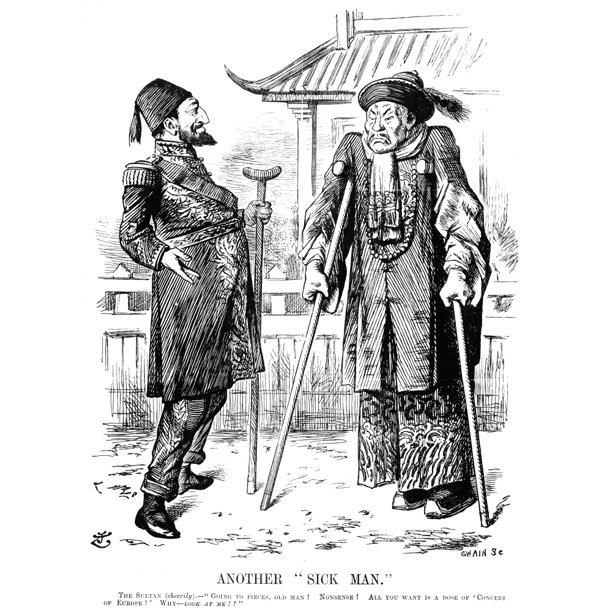 SWAIN Sc
ANOTHER "SICK MAN."
THE SULTAN (cheerily).—"GOING TO PIECES, OLD MAN! NONSENSE! ALL YOU WANT IS A DOSE OF 'CONCERT
OF EUROPE!' WHY—LOOK AT ME!!"